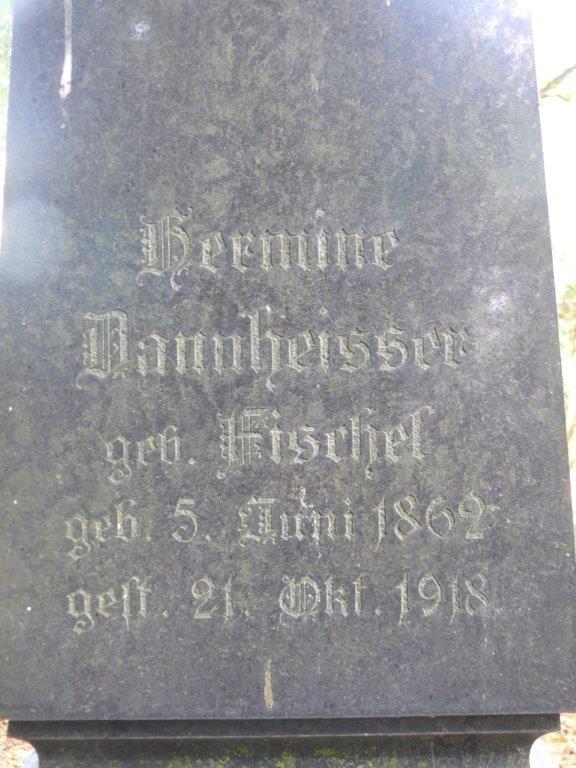 Hermine
Dannheisser
geb. Fischel
geb. 5. Juni 1862
gest. 21. Okt. 1918.